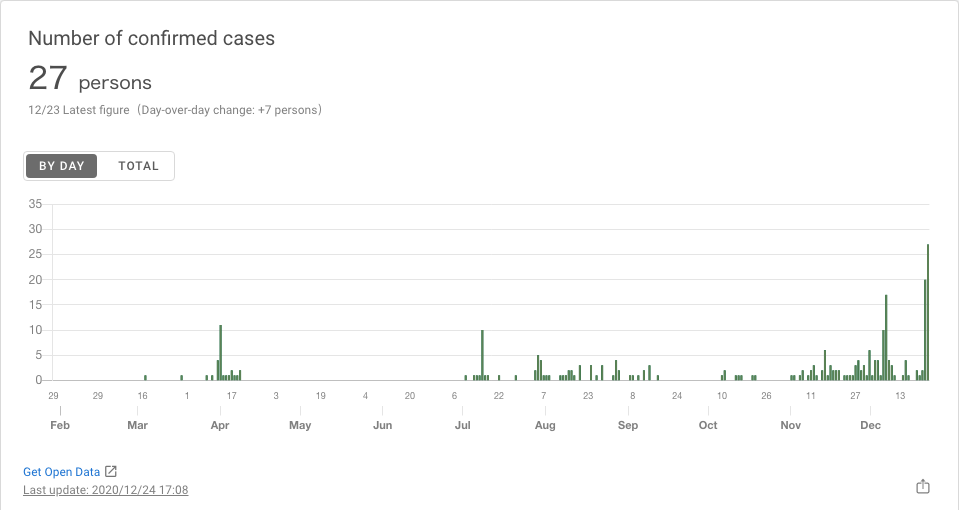 Number of confirmed cases
27 persons
12/23 Latest figure（Day-over-day change: +7 persons）
BY DAY TOTAL
35
30
25
20
15
10
5
0
29 29 16 1 17 3 19 4 20 6 22 7 23 8 24 10 26 11 27 13
Feb Mar Apr May Jun Jul Aug Sep Oct Nov Dec
Get Open Data
Last update: 2020/12/24 17:08